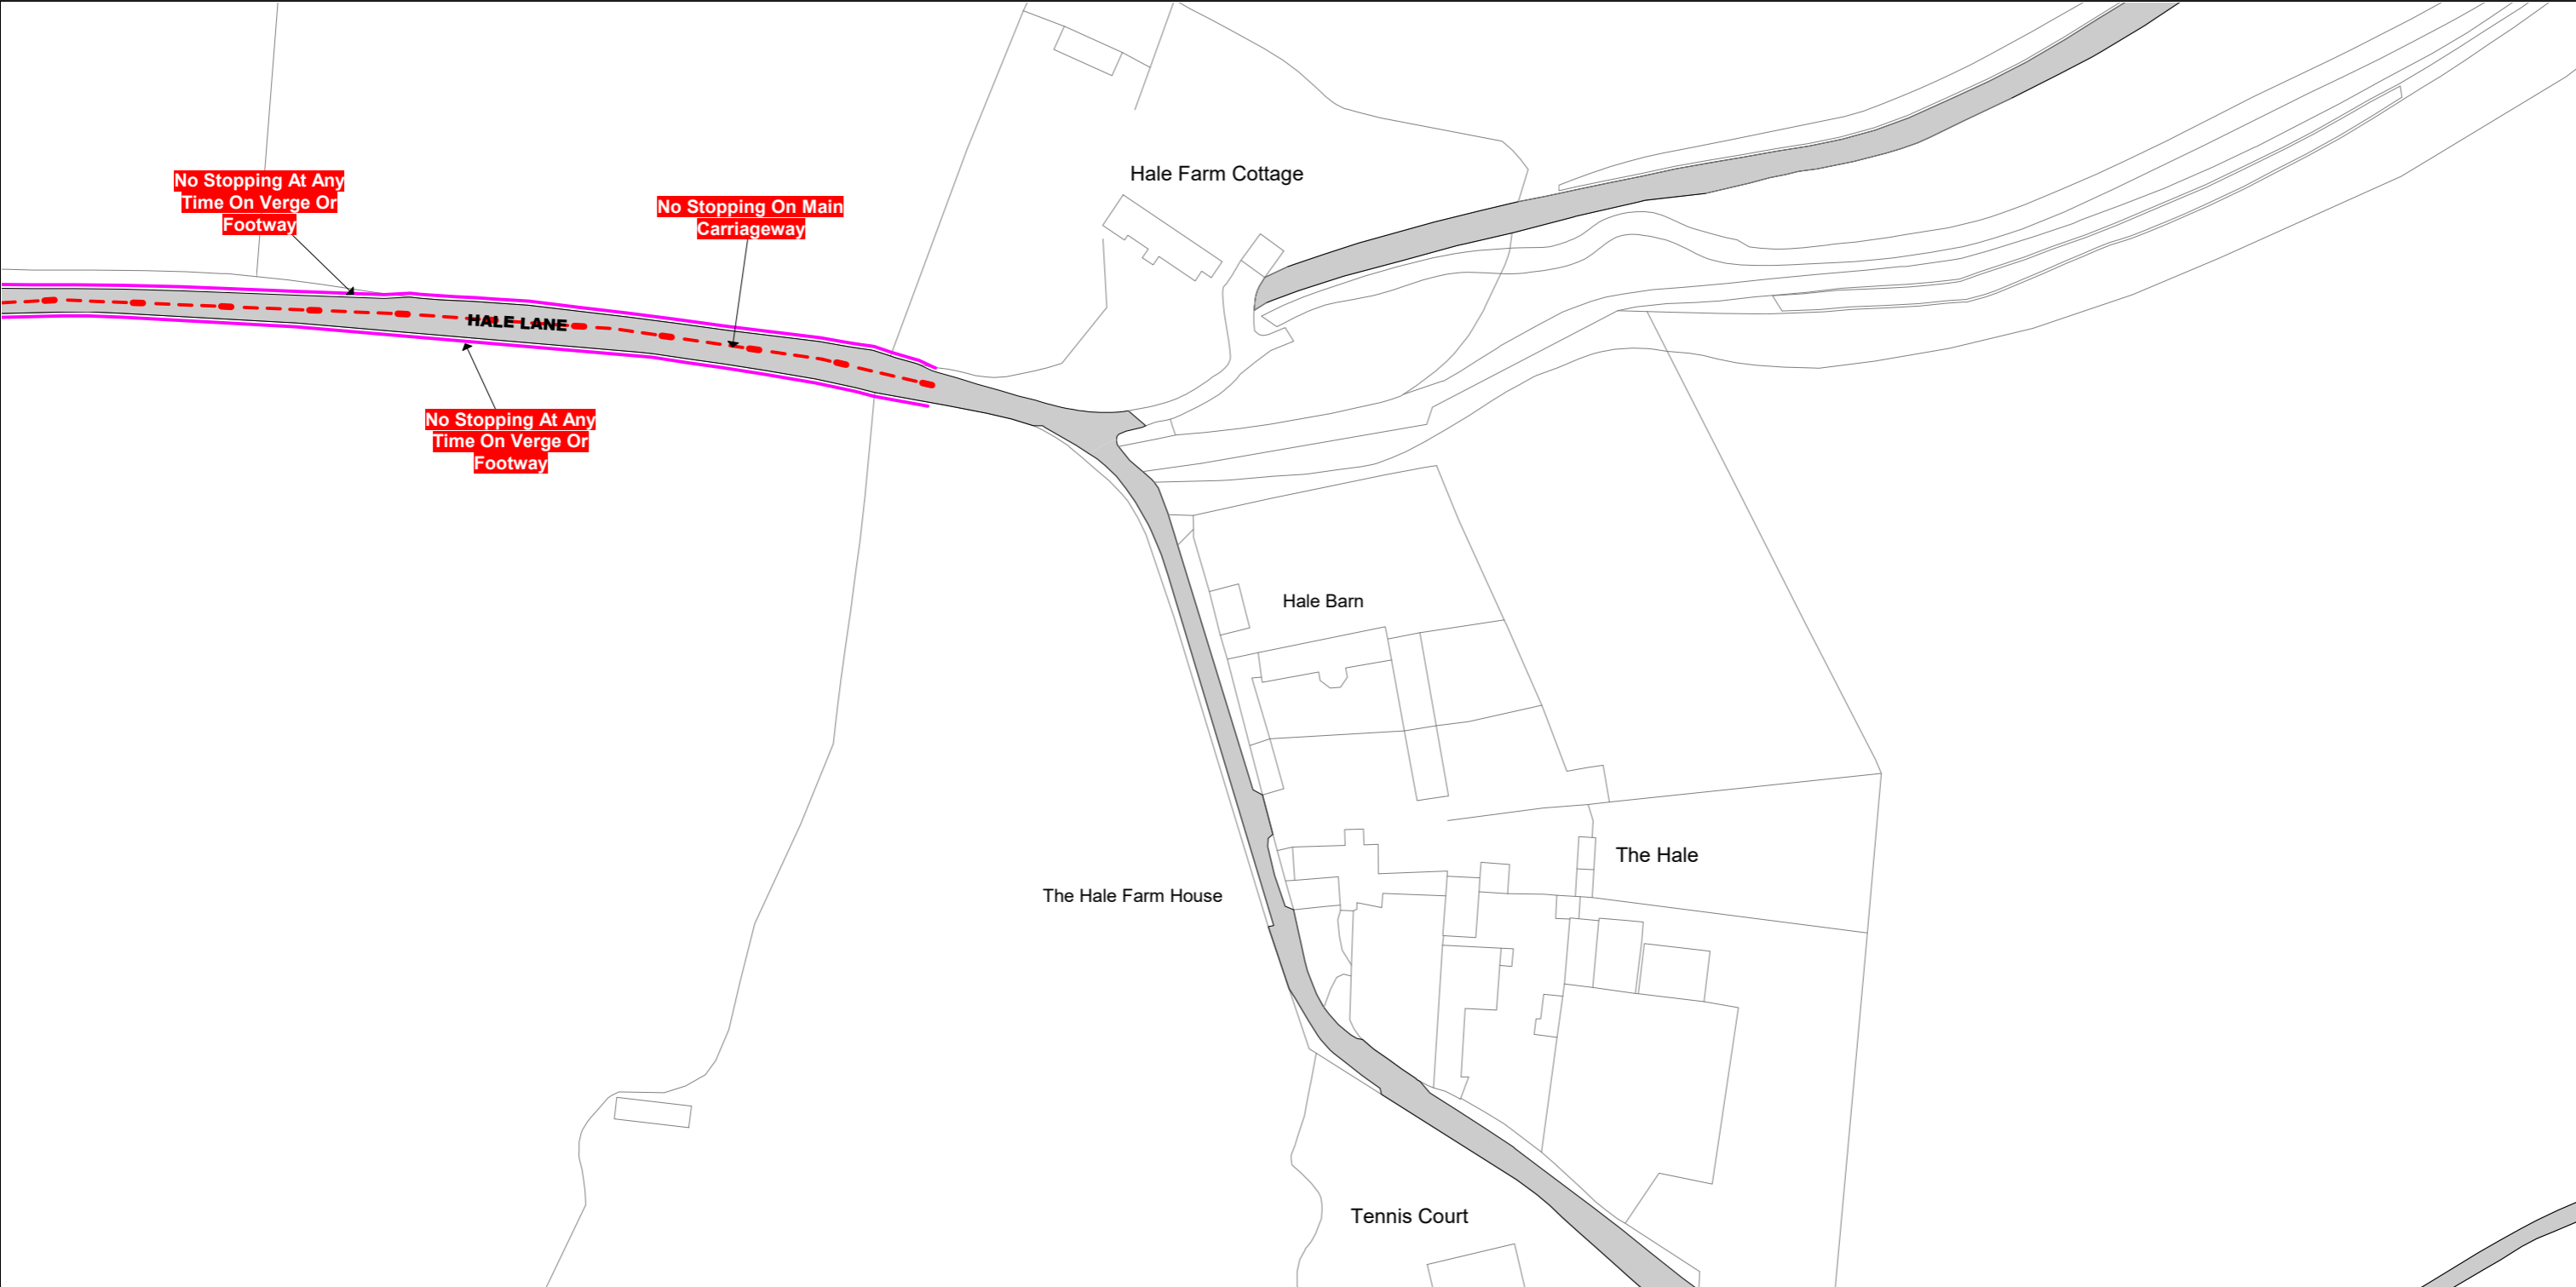 Hale Farm Cottage
No Stopping At Any
Time On Verge Or
Footway
No Stopping On Main
Carriageway
HALE LANE
No Stopping At Any
Time On Verge Or
Footway
Hale Barn
The Hale
The Hale Farm House
Tennis Court